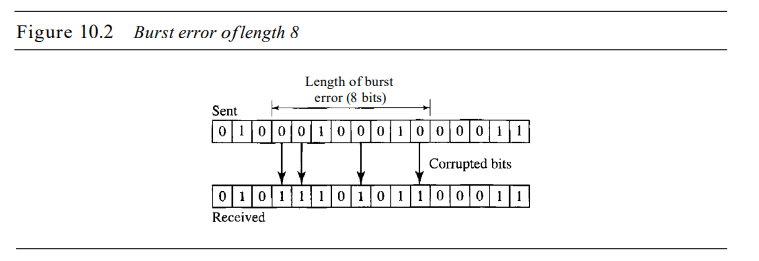 Figure 10.2 Burst error of length 8
Length of burst
error (8 bits)
Sent
0 1 0 0 0 1 0 0 0 1 0 0 0 0 1 1
Corrupted bits
0 1 0 1 1 1 0 1 0 1 1 0 0 0 1 1
Received